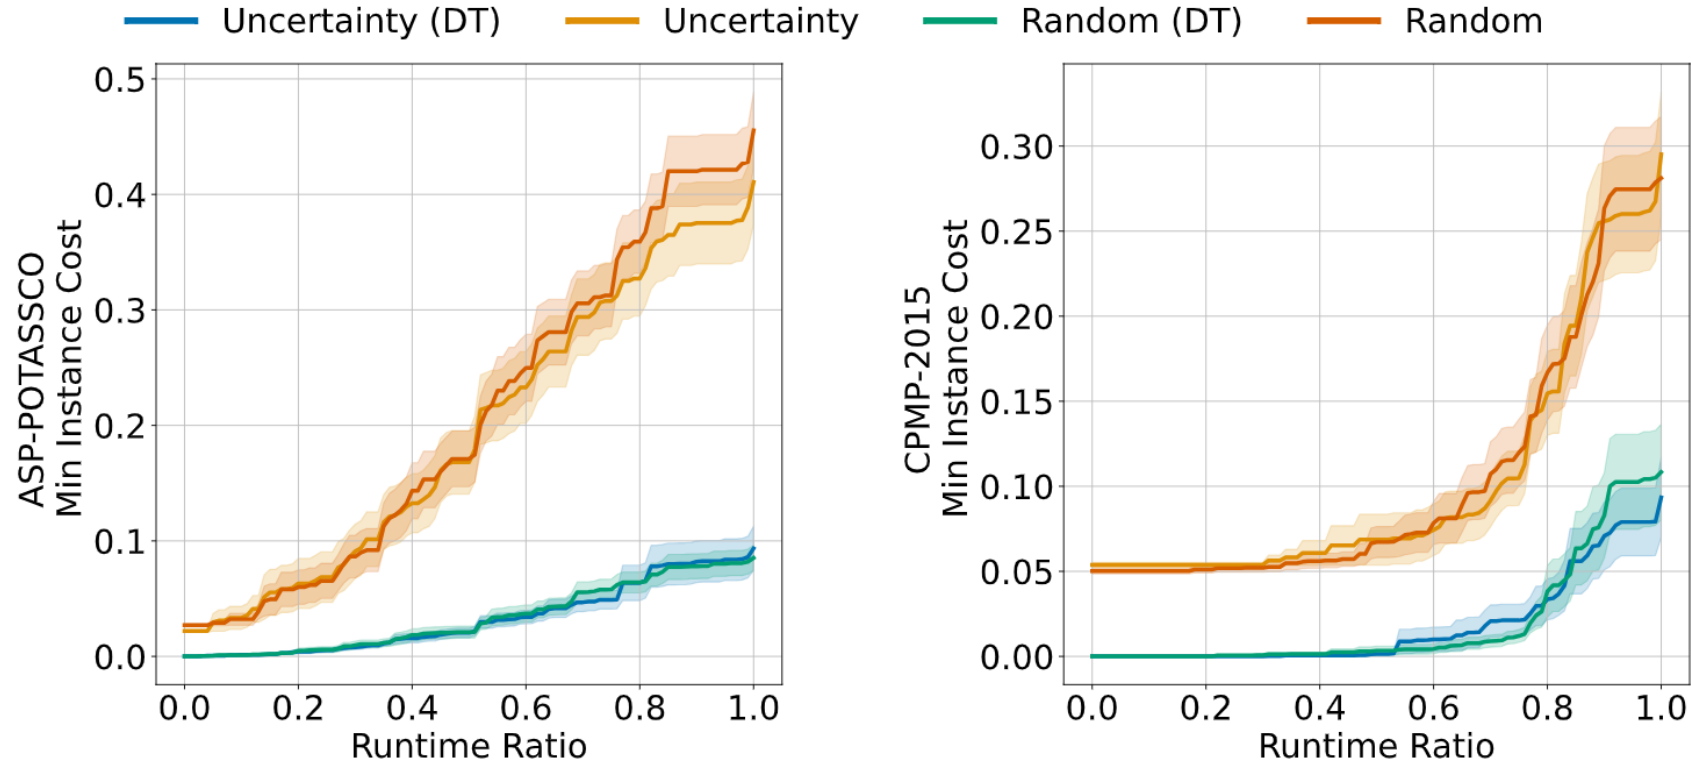 Uncertainty (DT) Uncertainty Random (DT) Random
ASP-POTASSCO
Min Instance Cost
0.5
0.4
0.3
0.2
0.1
0.0
0.0 0.2 0.4 0.6 0.8 1.0
Runtime Ratio
CPMP-2015
Min Instance Cost
0.30
0.25
0.20
0.15
0.10
0.05
0.00
0.0 0.2 0.4 0.6 0.8 1.0
Runtime Ratio